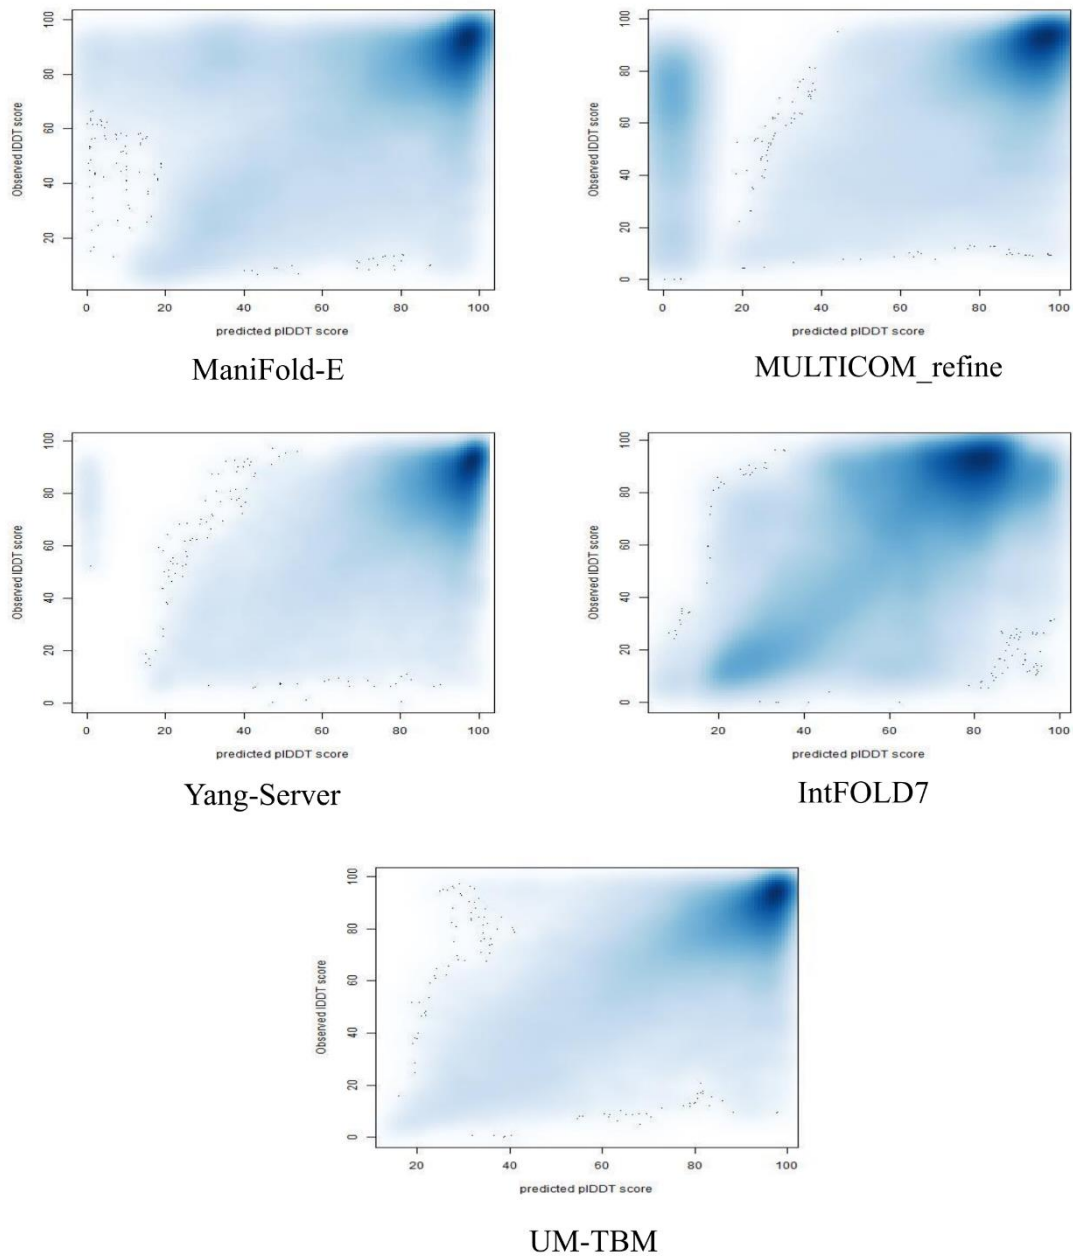 100
80
60
40
20
Observed lDDT score
0 20 40 60 80 100
predicted plDDT score
ManiFold-E
100
80
60
40
20
0
Observed lDDT score
0 20 40 60 80 100
predicted plDDT score
MULTICOM_refine
100
80
60
40
20
0
Observed lDDT score
0 20 40 60 80 100
predicted plDDT score
Yang-Server
100
80
60
40
20
0
Observed lDDT score
20 40 60 80 100
predicted plDDT score
IntFOLD7
100
80
60
40
20
0
Observed lDDT score
20 40 60 80 100
predicted plDDT score
UM-TBM